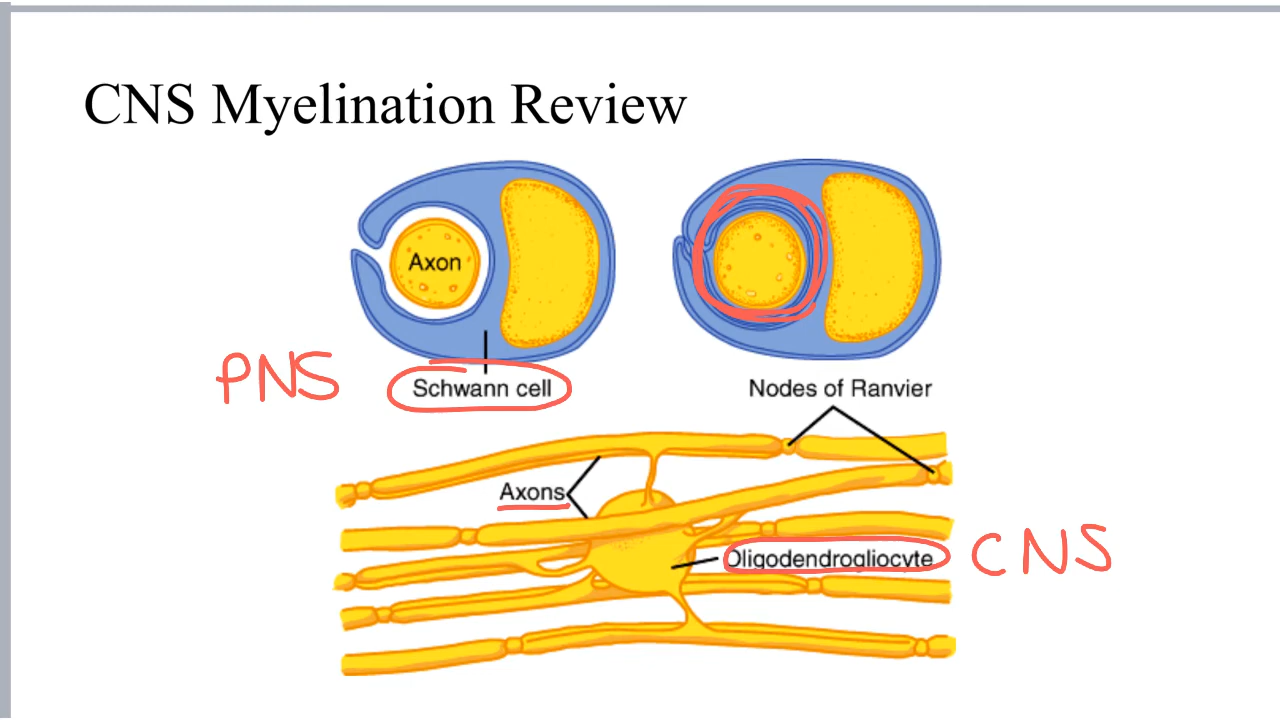 CNS Myelination Review
Axon
PNS
Schwann cell
Nodes of Ranvier
Axons
Oligodendrogliocyte
CNS